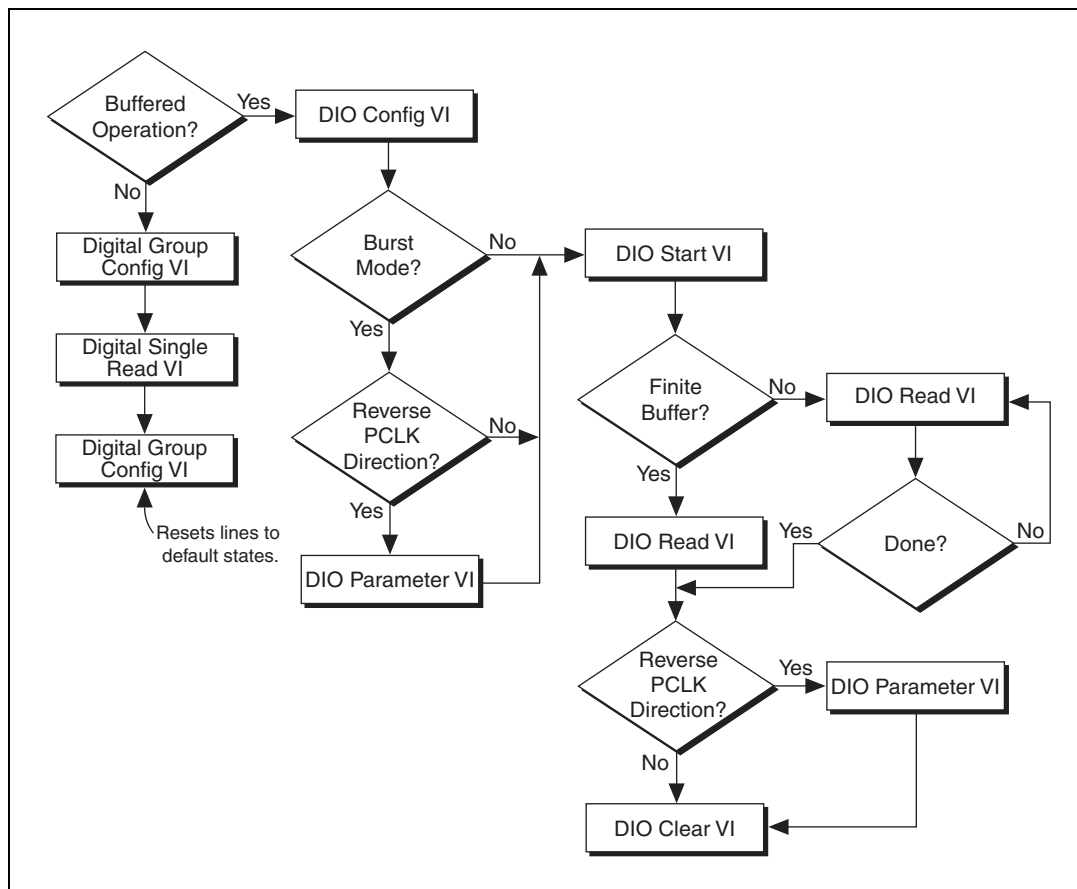 Buffered
Operation?
Yes
No
DIO Config VI
Digital Group
Config VI
Digital Single
Read VI
Digital Group
Config VI
Resets lines to
default states.
Burst
Mode?
No
Yes
Reverse
PCLK
Direction?
No
Yes
DIO Parameter VI
DIO Start VI
Finite
Buffer?
No
Yes
DIO Read VI
DIO Read VI
Done?
Yes
No
Reverse
PCLK
Direction?
Yes
No
DIO Parameter VI
DIO Clear VI